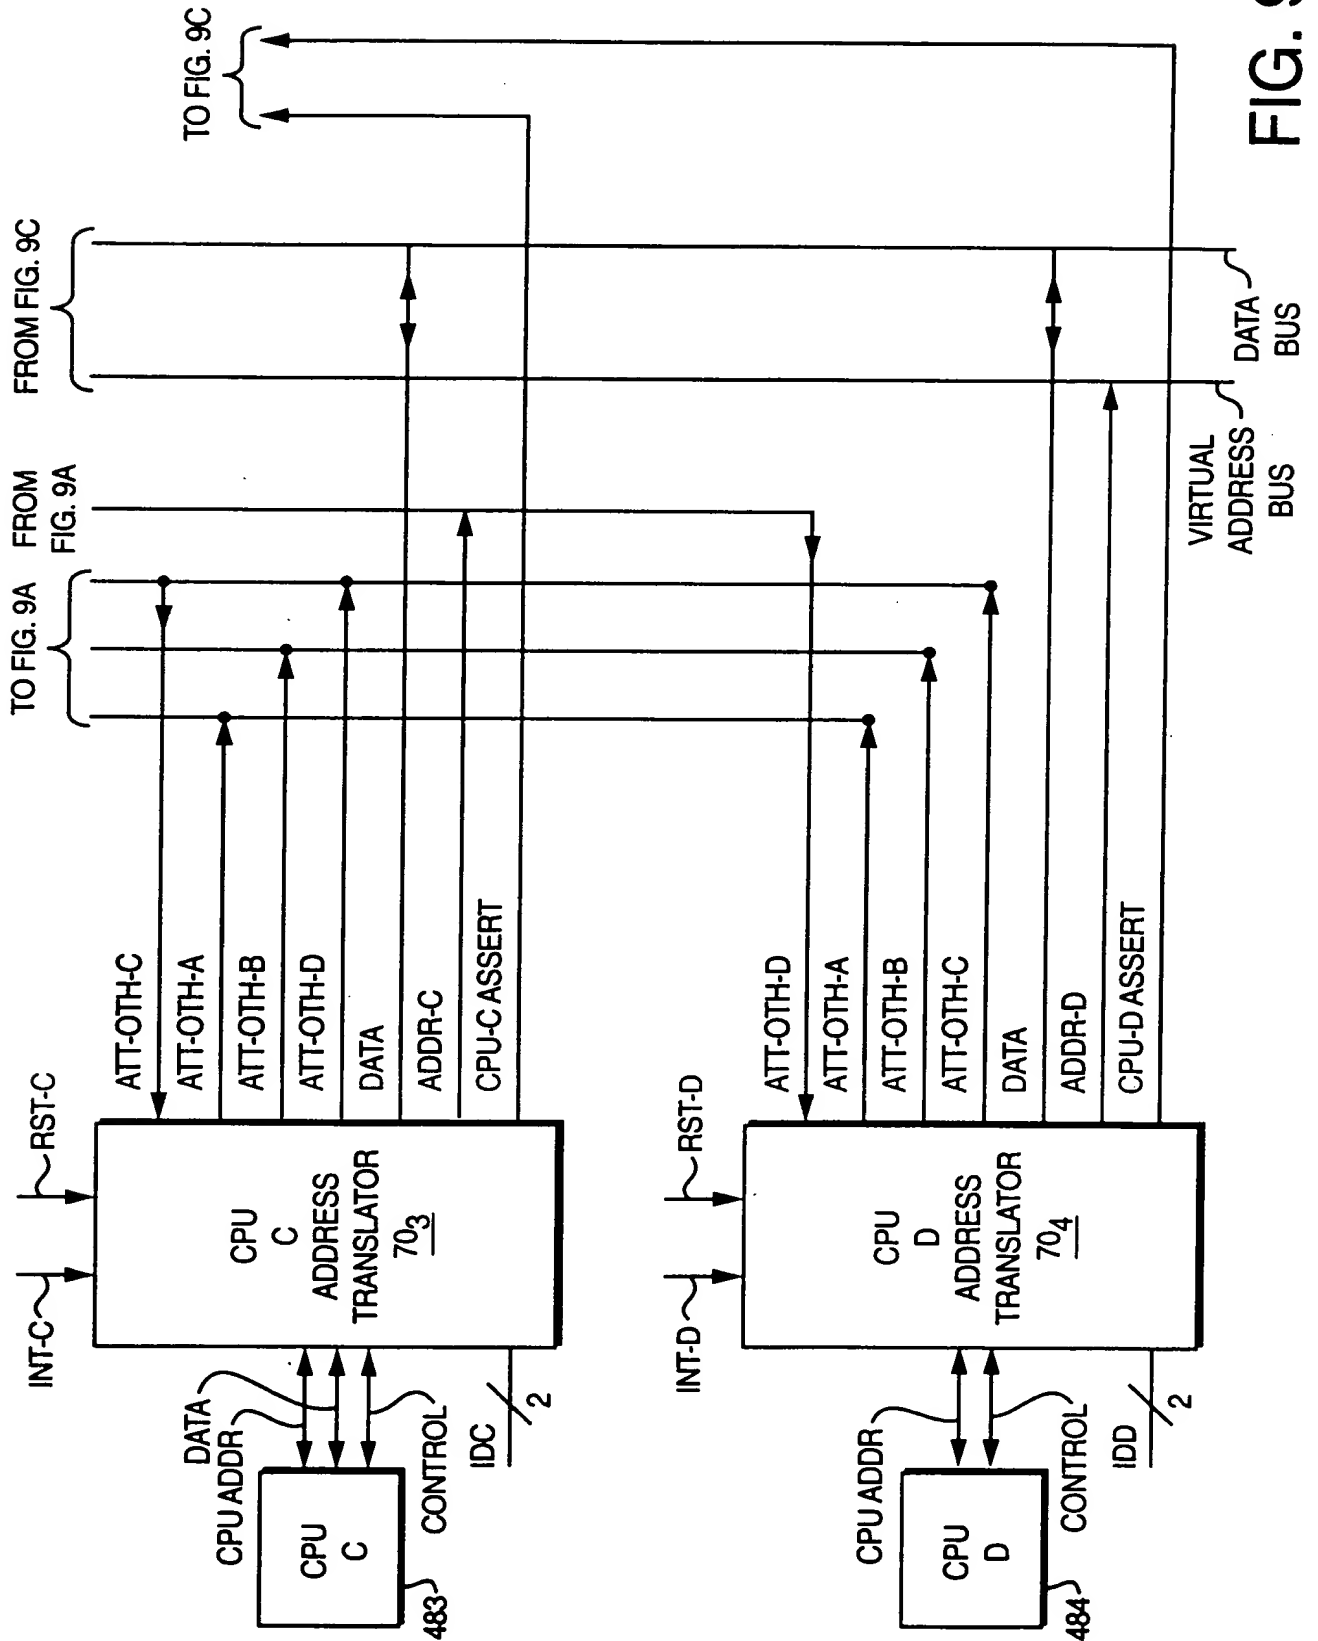 TO FIG. 9A
FROM
FIG. 9A
FROM FIG. 9C
TO FIG. 9C
INT-C
RST-C
DATA
CPU ADDR
CONTROL
CPU
C
483
IDC
2
CPU
C
ADDRESS
TRANSLATOR
70₃
ATT-OTH-C
ATT-OTH-A
ATT-OTH-B
ATT-OTH-D
DATA
ADDR-C
CPU-C ASSERT
INT-D
RST-D
CPU ADDR
CONTROL
CPU
D
484
IDD
2
CPU
D
ADDRESS
TRANSLATOR
70₄
ATT-OTH-D
ATT-OTH-A
ATT-OTH-B
ATT-OTH-C
DATA
ADDR-D
CPU-D ASSERT
VIRTUAL
ADDRESS
BUS
DATA
BUS
FIG.